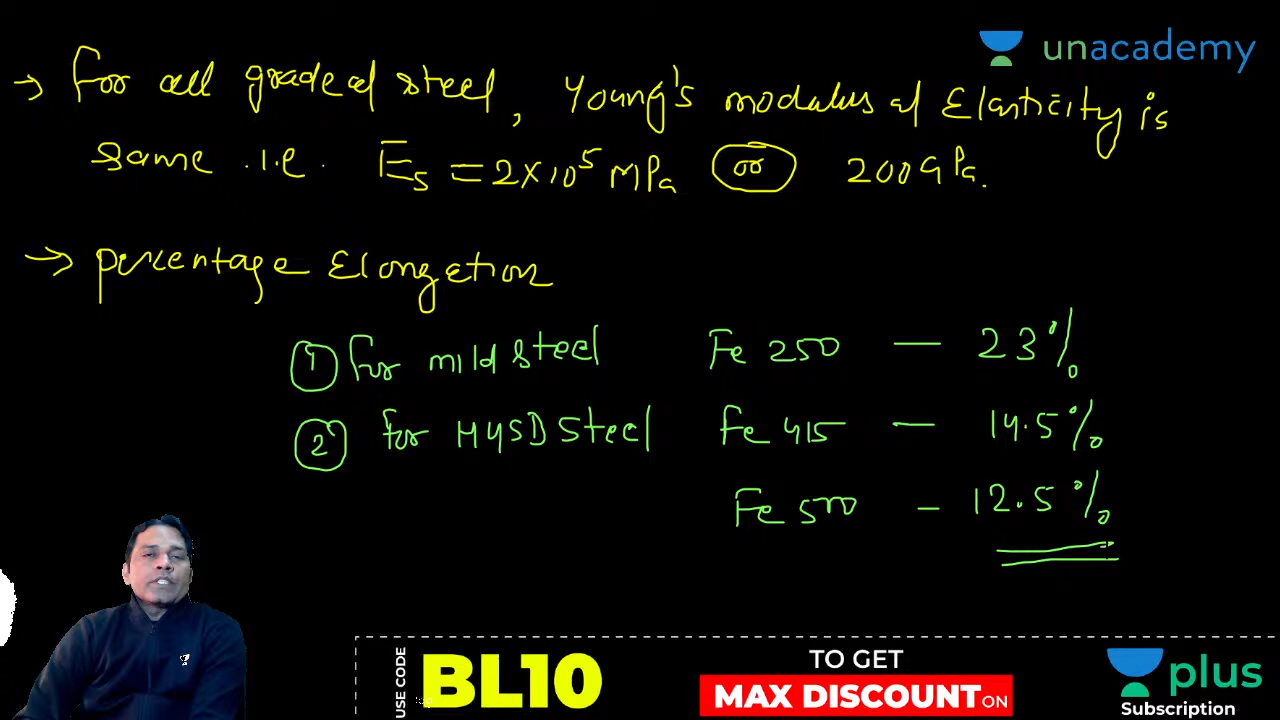 unacademy
→ For all grade of steel, Young's modulus of Elasticity is
same i.e. Es = 2×10⁵ MPa or 200 GPa.
→ Percentage Elongation
① For mild steel Fe 250 — 23%
② for HYSD Steel Fe 415 — 14.5%
Fe 500 — 12.5%
USE CODE BL10 TO GET MAX DISCOUNT ON plus Subscription